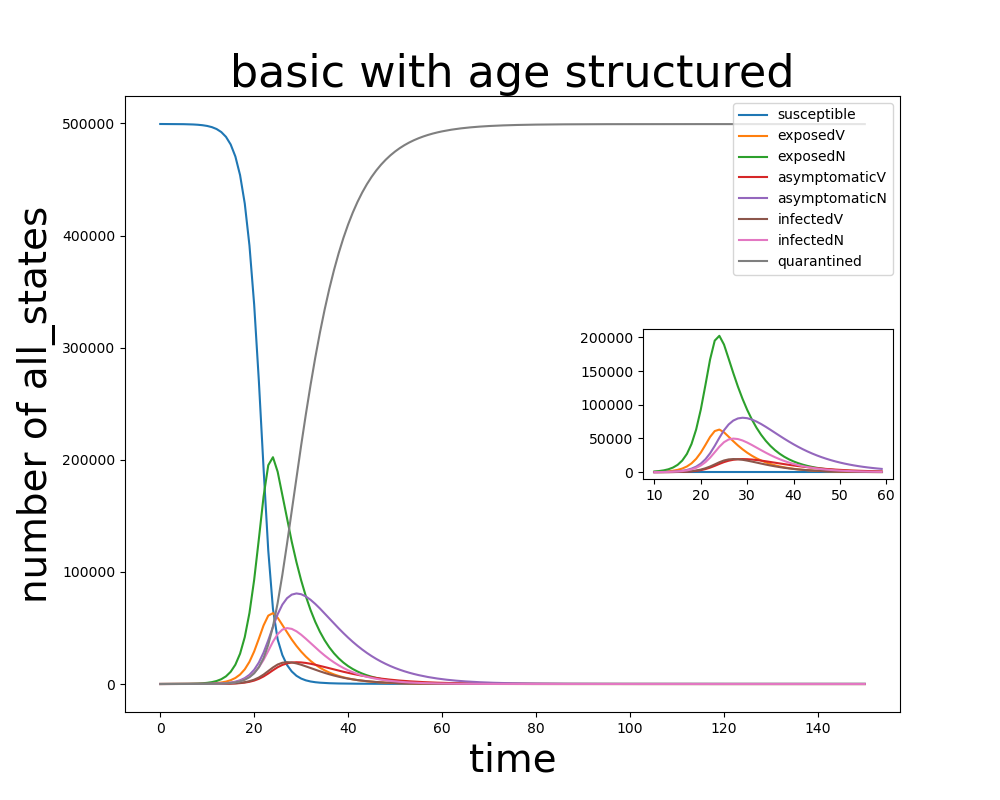 basic with age structured
number of all_states
500000
400000
300000
200000
100000
0
susceptible
exposedV
exposedN
asymptomaticV
asymptomaticN
infectedV
infectedN
quarantined
200000
150000
100000
50000
0
10 20 30 40 50 60
0 20 40 60 80 100 120 140
time